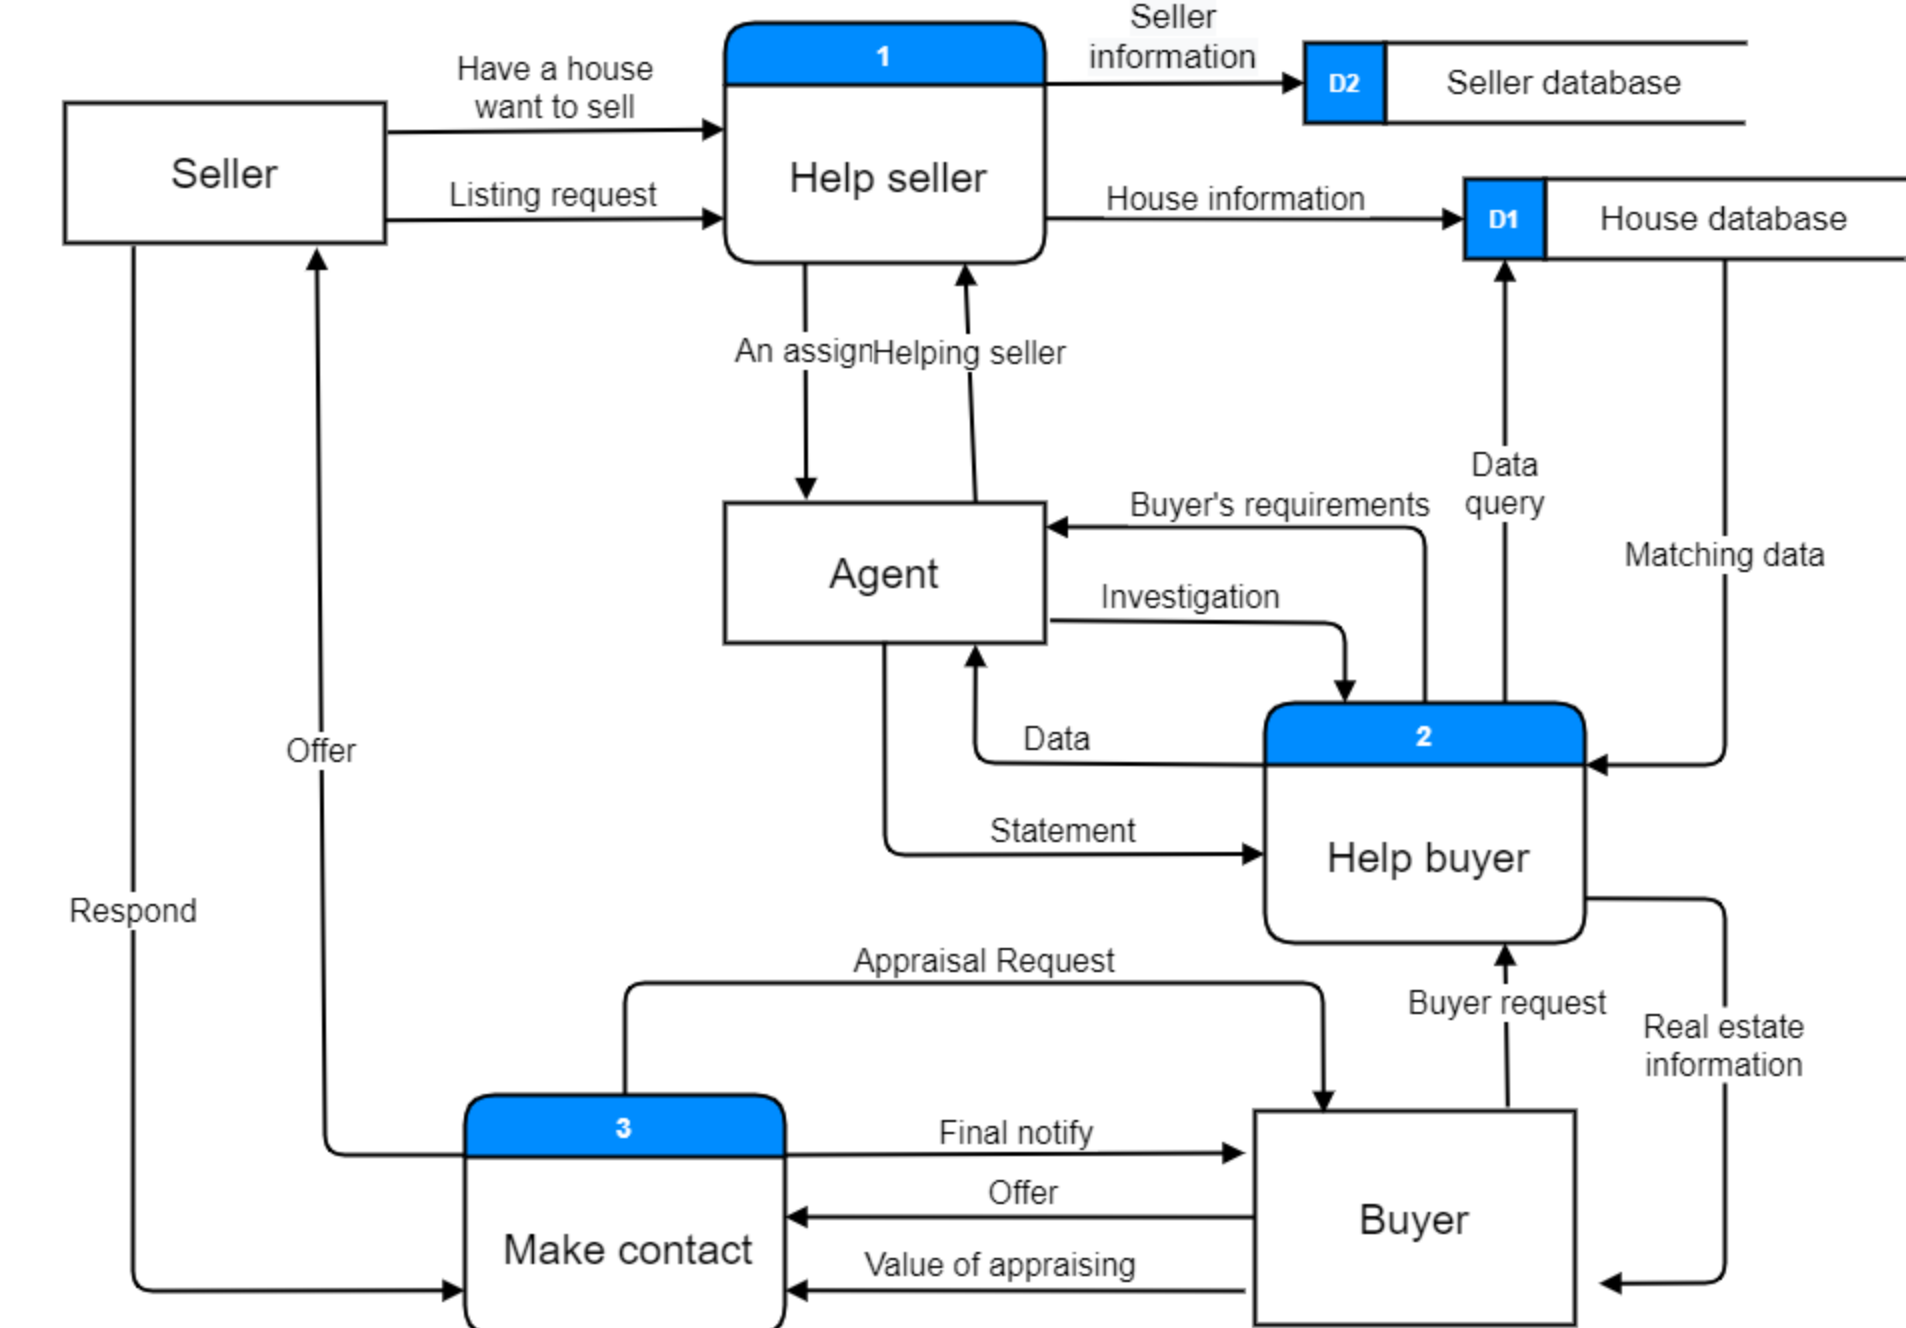 Seller
information
1
D2
Seller database
Have a house
want to sell
Seller
Help seller
Listing request
House information
D1
House database
An assign
Helping seller
Data
query
Buyer's requirements
Matching data
Agent
Investigation
2
Data
Offer
Statement
Help buyer
Respond
Appraisal Request
Buyer request
Real estate
information
3
Final notify
Offer
Buyer
Make contact
Value of appraising